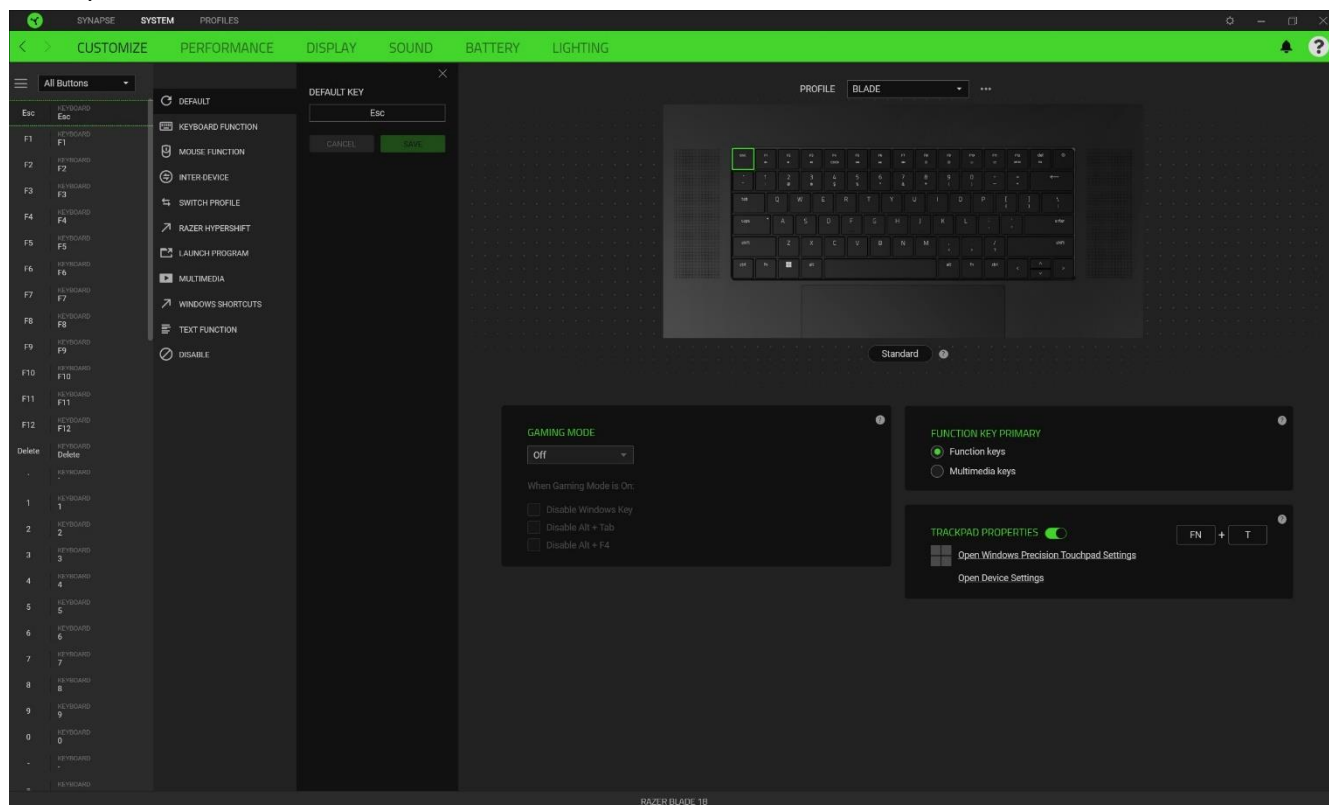 SYNAPSE SYSTEM PROFILES
CUSTOMIZE PERFORMANCE DISPLAY SOUND BATTERY LIGHTING
All Buttons
Esc KEYBOARD Esc
F1 KEYBOARD F1
F2 KEYBOARD F2
F3 KEYBOARD F3
F4 KEYBOARD F4
F5 KEYBOARD F5
F6 KEYBOARD F6
F7 KEYBOARD F7
F8 KEYBOARD F8
F9 KEYBOARD F9
F10 KEYBOARD F10
F11 KEYBOARD F11
F12 KEYBOARD F12
Delete KEYBOARD Delete
KEYBOARD
1 KEYBOARD 1
2 KEYBOARD 2
3 KEYBOARD 3
4 KEYBOARD 4
5 KEYBOARD 5
6 KEYBOARD 6
7 KEYBOARD 7
8 KEYBOARD 8
9 KEYBOARD 9
0 KEYBOARD 0
- KEYBOARD -
KEYBOARD
DEFAULT
KEYBOARD FUNCTION
MOUSE FUNCTION
INTER-DEVICE
SWITCH PROFILE
RAZER HYPERSHIFT
LAUNCH PROGRAM
MULTIMEDIA
WINDOWS SHORTCUTS
TEXT FUNCTION
DISABLE
DEFAULT KEY
Esc
CANCEL SAVE
PROFILE BLADE
Standard
GAMING MODE
Off
When Gaming Mode is On:
Disable Windows Key
Disable Alt + Tab
Disable Alt + F4
FUNCTION KEY PRIMARY
Function keys
Multimedia keys
TRACKPAD PROPERTIES FN + T
Open Windows Precision Touchpad Settings
Open Device Settings
RAZER BLADE 18